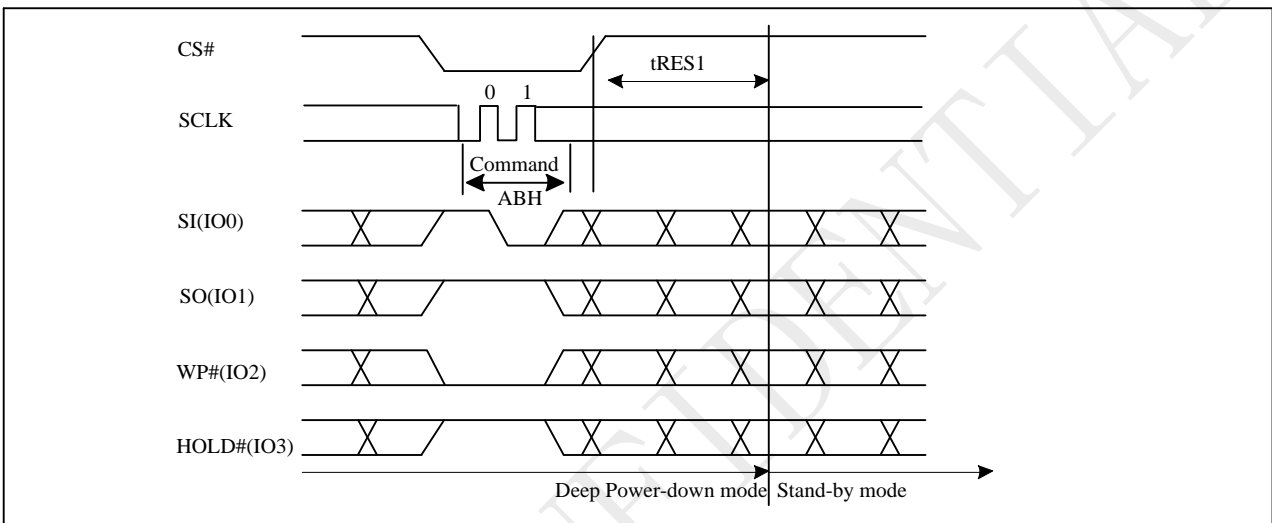 CS#
tRES1
0 1
SCLK
Command
ABH
SI(IO0)
SO(IO1)
WP#(IO2)
HOLD#(IO3)
Deep Power-down mode Stand-by mode